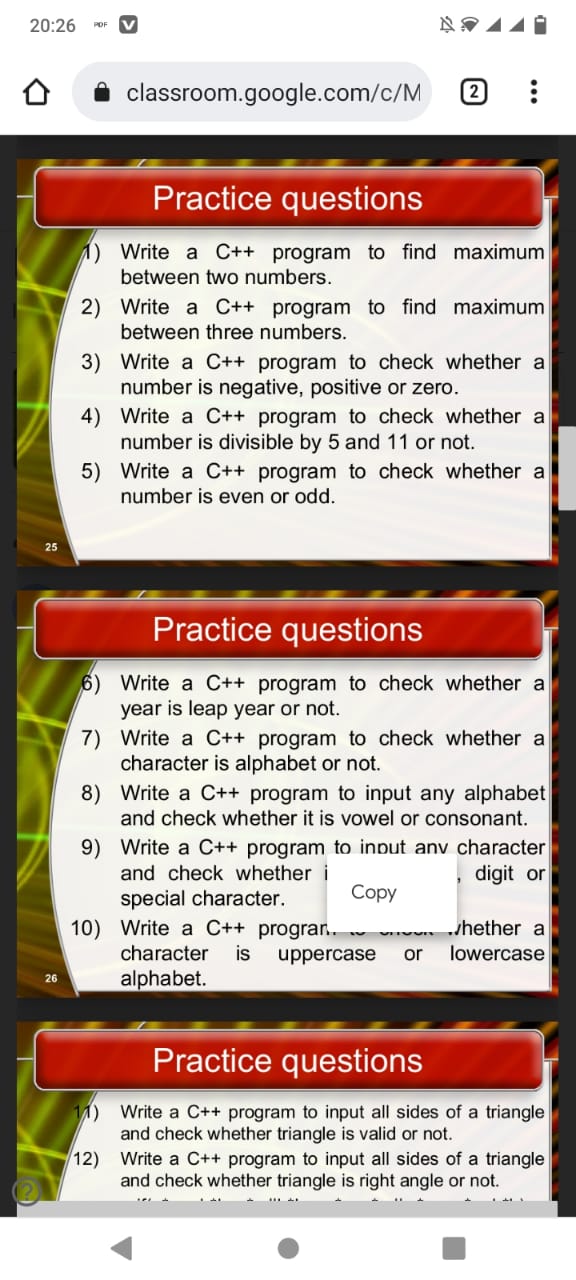 20:26 PDF V
classroom.google.com/c/M 2
Practice questions
1) Write a C++ program to find maximum
between two numbers.
2) Write a C++ program to find maximum
between three numbers.
3) Write a C++ program to check whether a
number is negative, positive or zero.
4) Write a C++ program to check whether a
number is divisible by 5 and 11 or not.
5) Write a C++ program to check whether a
number is even or odd.
25
Practice questions
6) Write a C++ program to check whether a
year is leap year or not.
7) Write a C++ program to check whether a
character is alphabet or not.
8) Write a C++ program to input any alphabet
and check whether it is vowel or consonant.
9) Write a C++ program to input any character
and check whether , digit or
special character.
Copy
10) Write a C++ whether a
character is uppercase or lowercase
alphabet.
26
Practice questions
11) Write a C++ program to input all sides of a triangle
and check whether triangle is valid or not.
12) Write a C++ program to input all sides of a triangle
and check whether triangle is right angle or not.
?